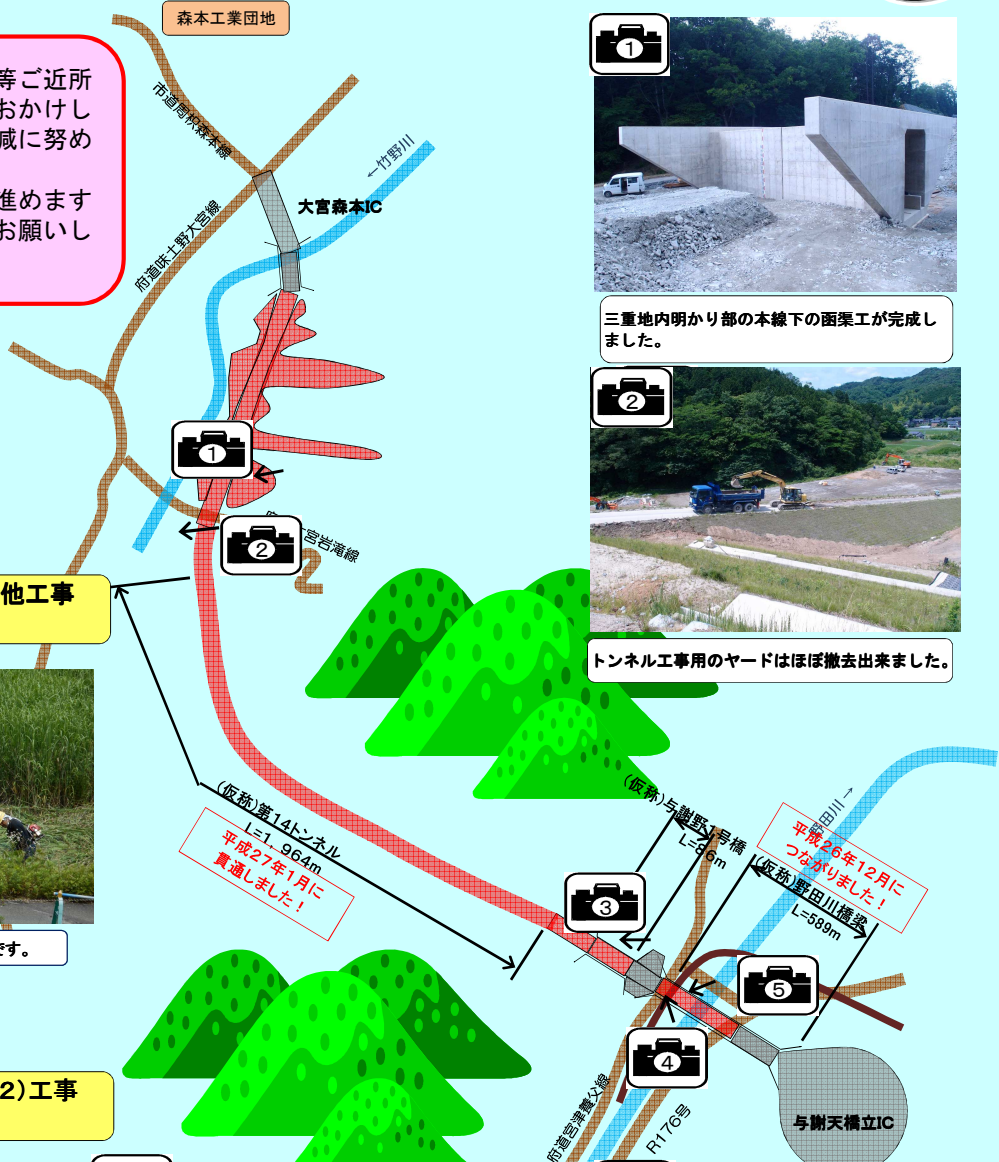 森本工業団地
等ご近所
おかけし
減に努め
進めます
お願いし
市道周枳森本線
←竹野川
大宮森本IC
府道味土野大宮線
1
三重地内明かり部の本線下の函渠工が完成し
ました。
2
トンネル工事用のヤードはほぼ撤去出来ました。
1
2
宮岩滝線
他工事
です。
(仮称)第14トンネル
L=1,964m
平成27年1月に
貫通しました！
(仮称)与謝野1号橋
L=86m
田川→
平成26年12月に
つながりました！
(仮称)野田川橋梁
L=589m
3
5
4
2)工事
府道宮津養父線
R176号
与謝天橋立IC